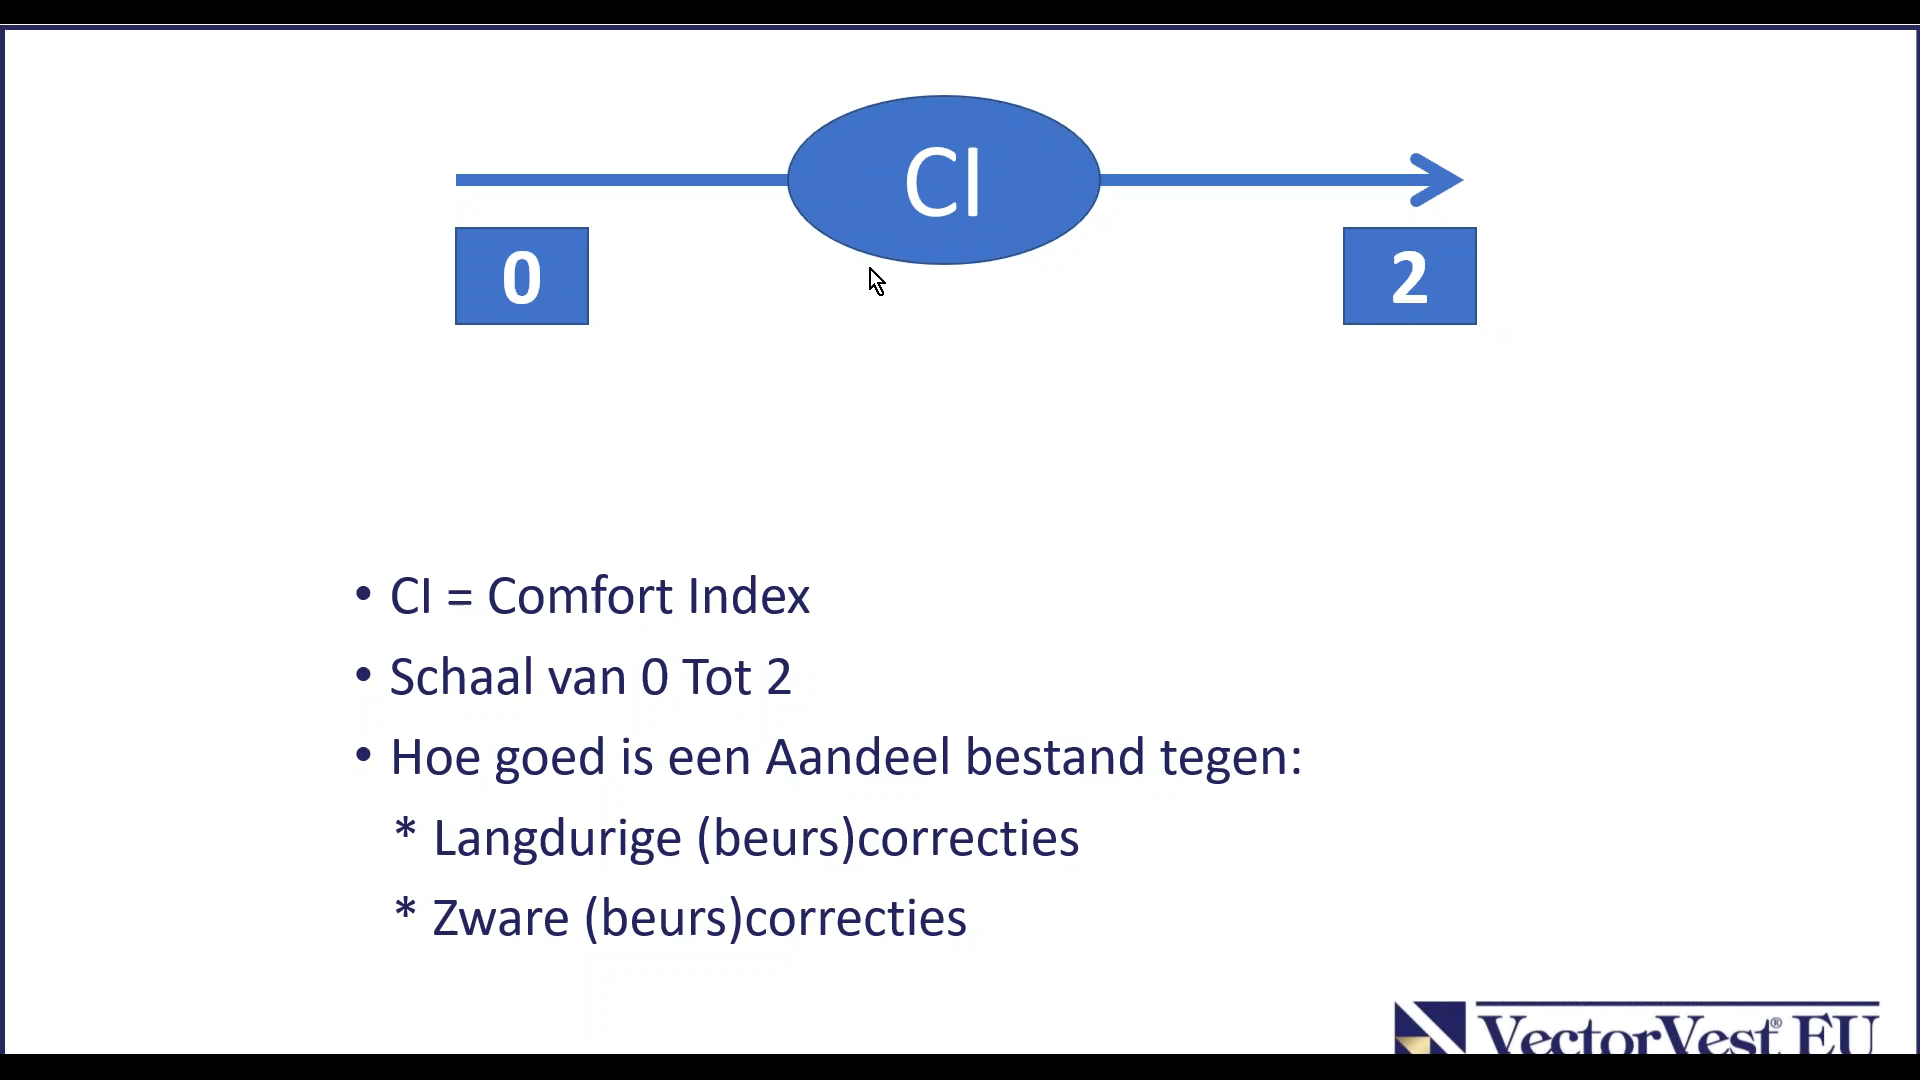 CI
0
2
• CI = Comfort Index
• Schaal van 0 Tot 2
• Hoe goed is een Aandeel bestand tegen:
* Langdurige (beurs)correcties
* Zware (beurs)correcties
VectorVest® EU